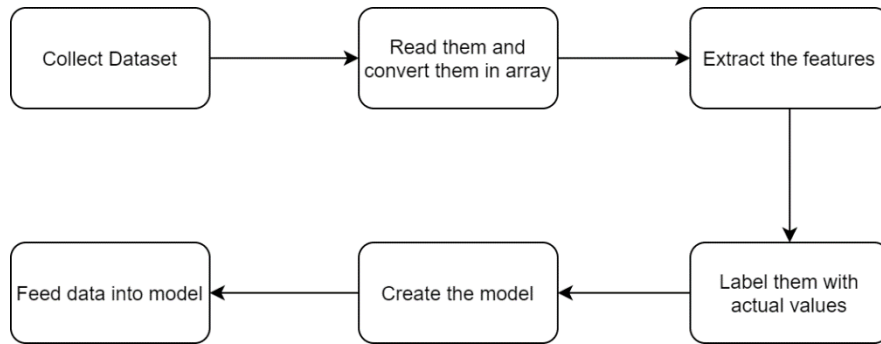 Collect Dataset
Read them and
convert them in array
Extract the features
Label them with
actual values
Create the model
Feed data into model